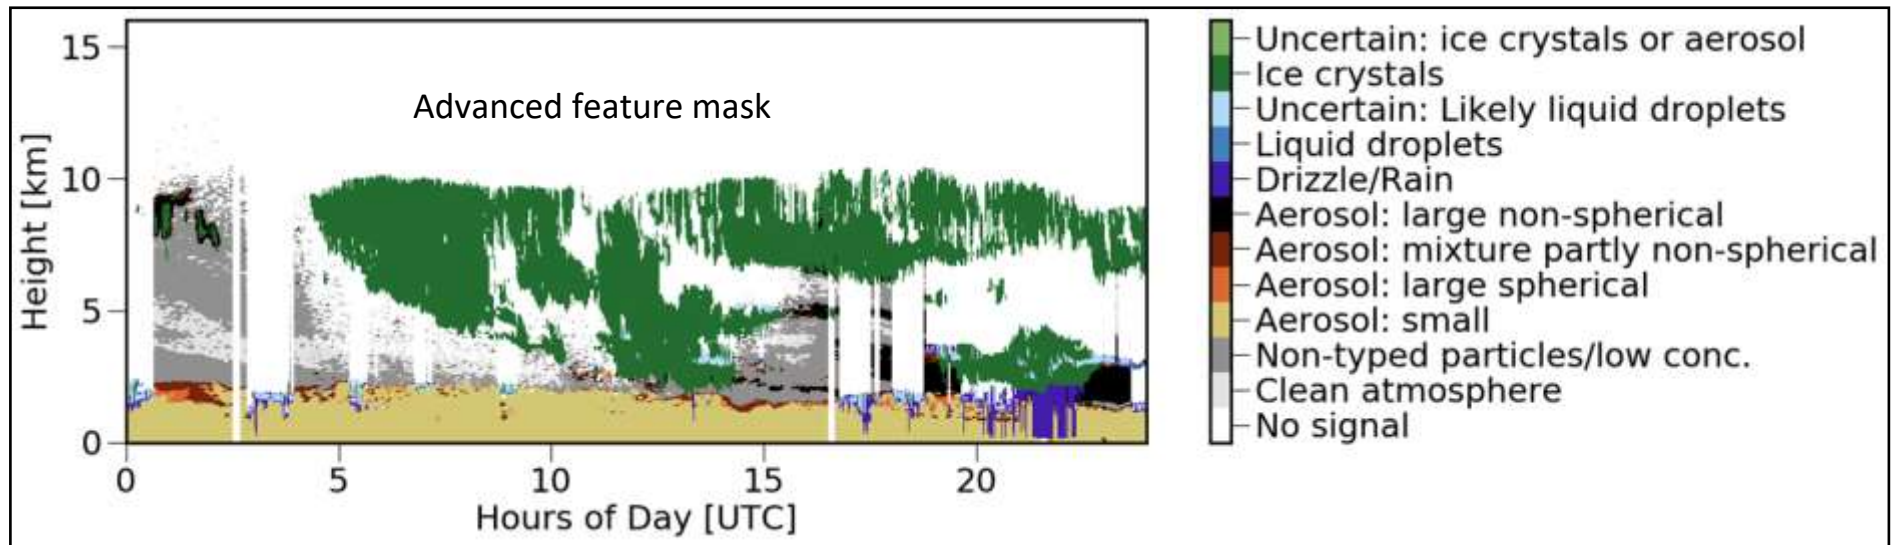 Advanced feature mask
15
10
5
0
Height [km]
0 5 10 15 20
Hours of Day [UTC]
Uncertain: ice crystals or aerosol
Ice crystals
Uncertain: Likely liquid droplets
Liquid droplets
Drizzle/Rain
Aerosol: large non-spherical
Aerosol: mixture partly non-spherical
Aerosol: large spherical
Aerosol: small
Non-typed particles/low conc.
Clean atmosphere
No signal